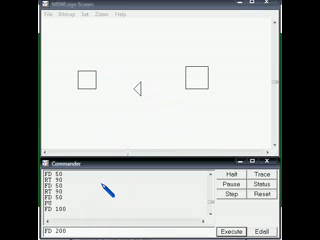 MSWLogo Screen
File Bitmap Set Zoom Help
Commander
FD 50
RT 90
FD 50
RT 90
FD 50
PU
FD 100
Halt Trace
Pause Status
Step Reset
FD 200
Execute Edall